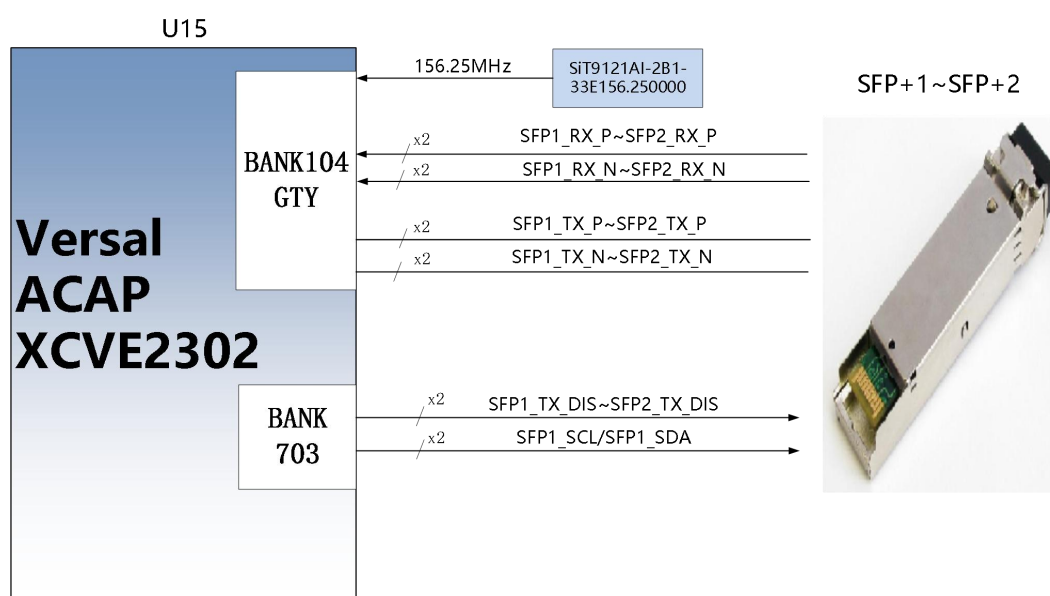 U15
156.25MHz
SiT9121AI-2B1-
33E156.250000
SFP+1~SFP+2
x2
SFP1_RX_P~SFP2_RX_P
BANK104
GTY
x2
SFP1_RX_N~SFP2_RX_N
x2
SFP1_TX_P~SFP2_TX_P
x2
SFP1_TX_N~SFP2_TX_N
Versal
ACAP
XCVE2302
BANK
703
x2
SFP1_TX_DIS~SFP2_TX_DIS
x2
SFP1_SCL/SFP1_SDA